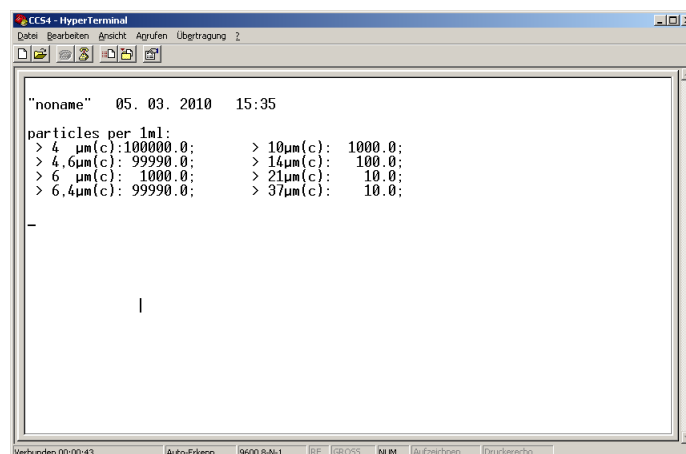 CCS4 - HyperTerminal
Datei Bearbeiten Ansicht Anrufen Übertragung ?
"noname" 05. 03. 2010 15:35
particles per 1ml:
> 4 µm(c):100000.0; > 10µm(c): 1000.0;
> 4,6µm(c): 99990.0; > 14µm(c): 100.0;
> 6 µm(c): 1000.0; > 21µm(c): 10.0;
> 6,4µm(c): 99990.0; > 37µm(c): 10.0;
Verbunden 00:00:43 Auto-Erkenn. 9600 8-N-1 RF GROSS NUM Aufzeichnen Druckerecho